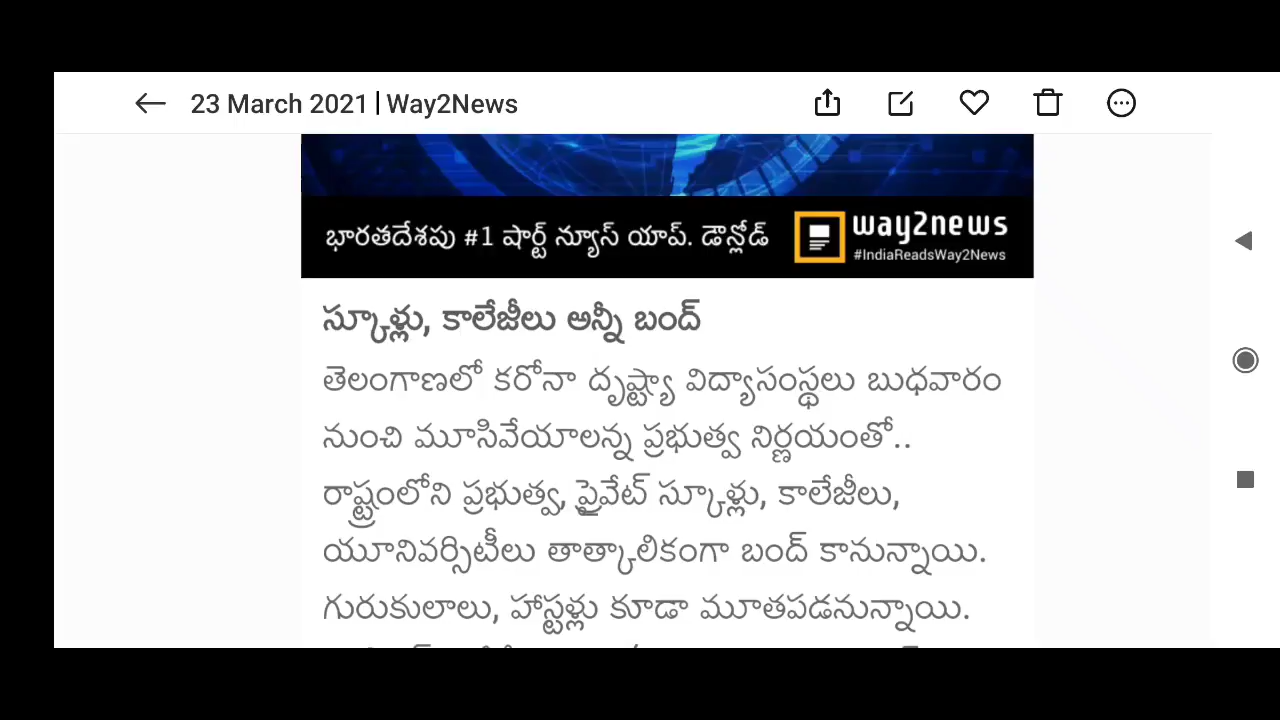 23 March 2021 | Way2News
భారతదేశపు #1 షార్ట్ న్యూస్ యాప్. డౌన్లోడ్
way2news
#IndiaReadsWay2News
స్కూళ్లు, కాలేజీలు అన్నీ బంద్
తెలంగాణలో కరోనా దృష్ట్యా విద్యాసంస్థలు బుధవారం
నుంచి మూసివేయాలన్న ప్రభుత్వ నిర్ణయంతో..
రాష్ట్రంలోని ప్రభుత్వ, ప్రైవేట్ స్కూళ్లు, కాలేజీలు,
యూనివర్సిటీలు తాత్కాలికంగా బంద్ కానున్నాయి.
గురుకులాలు, హాస్టళ్లు కూడా మూతపడనున్నాయి.